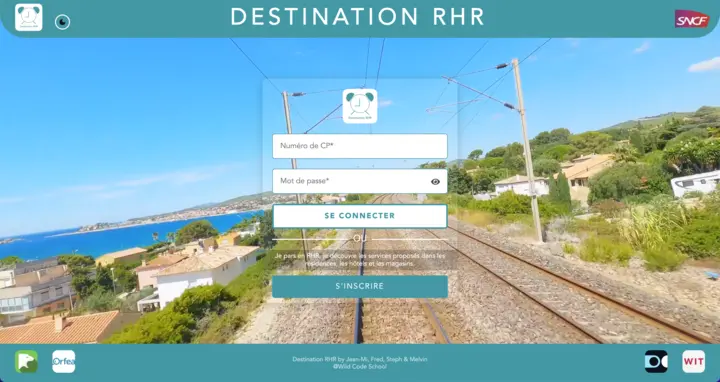 DESTINATION RHR
SNCF
Destination RHR
Numéro de CP*
Mot de passe*
SE CONNECTER
OU
Je pars en RHR, je découvre les services proposés dans les
résidences, les hôtels et les magasins.
S'INSCRIRE
Orfea
Destination RHR by Jean-Mi, Fried, Steph & Melvin
@Wild Code School
WIT